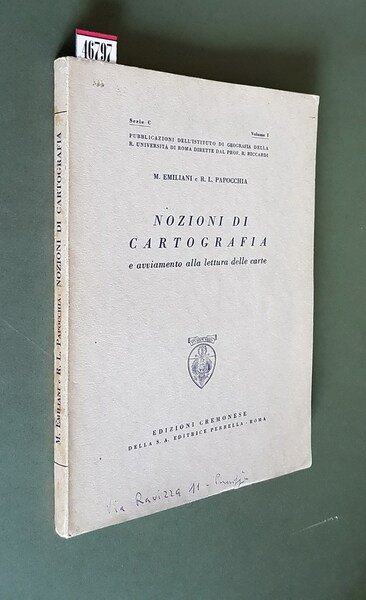 46797
Serie C
Volume I
PUBBLICAZIONI DELL'ISTITUTO DI GEOGRAFIA DELLA
R. UNIVERSITÀ DI ROMA DIRETTE DAL PROF. R. RICCARDI
M. EMILIANI e R. L. PAPOCCHIA
NOZIONI DI
CARTOGRAFIA
e avviamento alla lettura delle carte
EDIZIONI CREMONESE
DELLA S. A. EDITRICE PERRELLA - ROMA
Via Ravizza 11 -
M. EMILIANI e R. L. PAPOCCHIA: NOZIONI DI CARTOGRAFIA